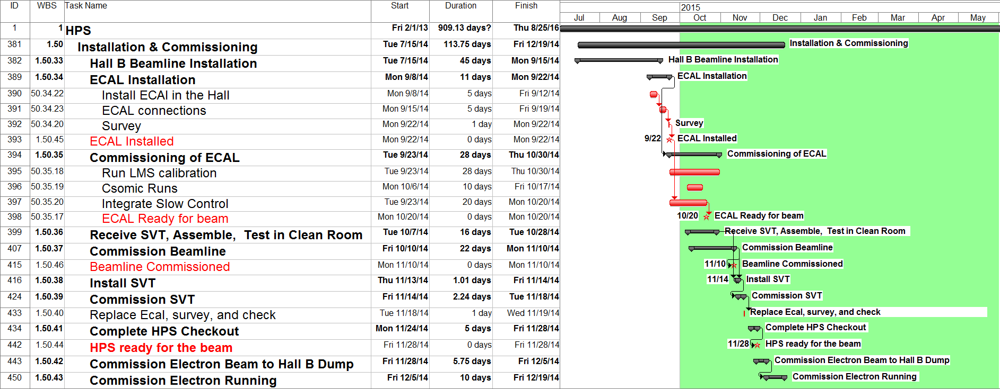 ID WBS Task Name Start Duration Finish 2015
Jul Aug Sep Oct Nov Dec Jan Feb Mar Apr May
1 1 HPS Fri 2/1/13 909.13 days? Thu 8/25/16
381 1.50 Installation & Commissioning Tue 7/15/14 113.75 days Fri 12/19/14 Installation & Commissioning
382 1.50.33 Hall B Beamline Installation Tue 7/15/14 45 days Mon 9/15/14 Hall B Beamline Installation
389 1.50.34 ECAL Installation Mon 9/8/14 11 days Mon 9/22/14 ECAL Installation
390 50.34.22 Install ECAl in the Hall Mon 9/8/14 5 days Fri 9/12/14
391 50.34.23 ECAL connections Mon 9/15/14 5 days Fri 9/19/14
392 50.34.20 Survey Mon 9/22/14 1 day Mon 9/22/14 Survey
393 1.50.45 ECAL Installed Mon 9/22/14 0 days Mon 9/22/14 9/22 ECAL Installed
394 1.50.35 Commissioning of ECAL Tue 9/23/14 28 days Thu 10/30/14 Commissioning of ECAL
395 50.35.18 Run LMS calibration Tue 9/23/14 28 days Thu 10/30/14
396 50.35.19 Csomic Runs Mon 10/6/14 10 days Fri 10/17/14
397 50.35.20 Integrate Slow Control Tue 9/23/14 20 days Mon 10/20/14
398 50.35.17 ECAL Ready for beam Mon 10/20/14 0 days Mon 10/20/14 10/20 ECAL Ready for beam
399 1.50.36 Receive SVT, Assemble, Test in Clean Room Tue 10/7/14 16 days Tue 10/28/14 Receive SVT, Assemble, Test in Clean Room
407 1.50.37 Commission Beamline Fri 10/10/14 22 days Mon 11/10/14 Commission Beamline
415 1.50.46 Beamline Commissioned Mon 11/10/14 0 days Mon 11/10/14 11/10 Beamline Commissioned
416 1.50.38 Install SVT Thu 11/13/14 1.01 days Fri 11/14/14 11/14 Install SVT
424 1.50.39 Commission SVT Fri 11/14/14 2.24 days Tue 11/18/14 Commission SVT
433 1.50.40 Replace Ecal, survey, and check Tue 11/18/14 1 day Wed 11/19/14 Replace Ecal, survey, and check
434 1.50.41 Complete HPS Checkout Mon 11/24/14 5 days Fri 11/28/14 Complete HPS Checkout
442 1.50.44 HPS ready for the beam Fri 11/28/14 0 days Fri 11/28/14 11/28 HPS ready for the beam
443 1.50.42 Commission Electron Beam to Hall B Dump Fri 11/28/14 5.75 days Fri 12/5/14 Commission Electron Beam to Hall B Dump
450 1.50.43 Commission Electron Running Fri 12/5/14 10 days Fri 12/19/14 Commission Electron Running